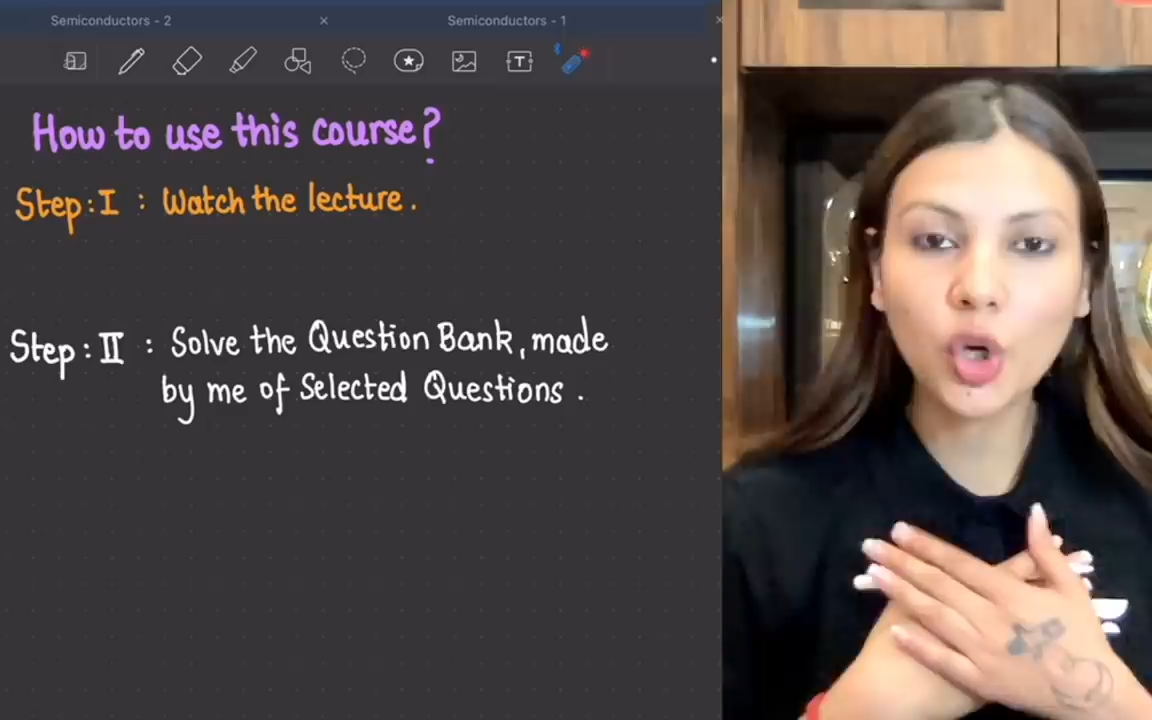 Semiconductors - 2
Semiconductors - 1
How to use this course?
Step: I : Watch the lecture.
Step: II : Solve the Question Bank, made
by me of Selected Questions.